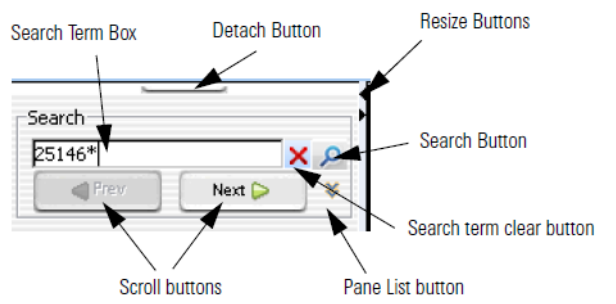 Search Term Box
Detach Button
Resize Buttons
Search
25146*
Search Button
Prev
Next
Search term clear button
Scroll buttons
Pane List button